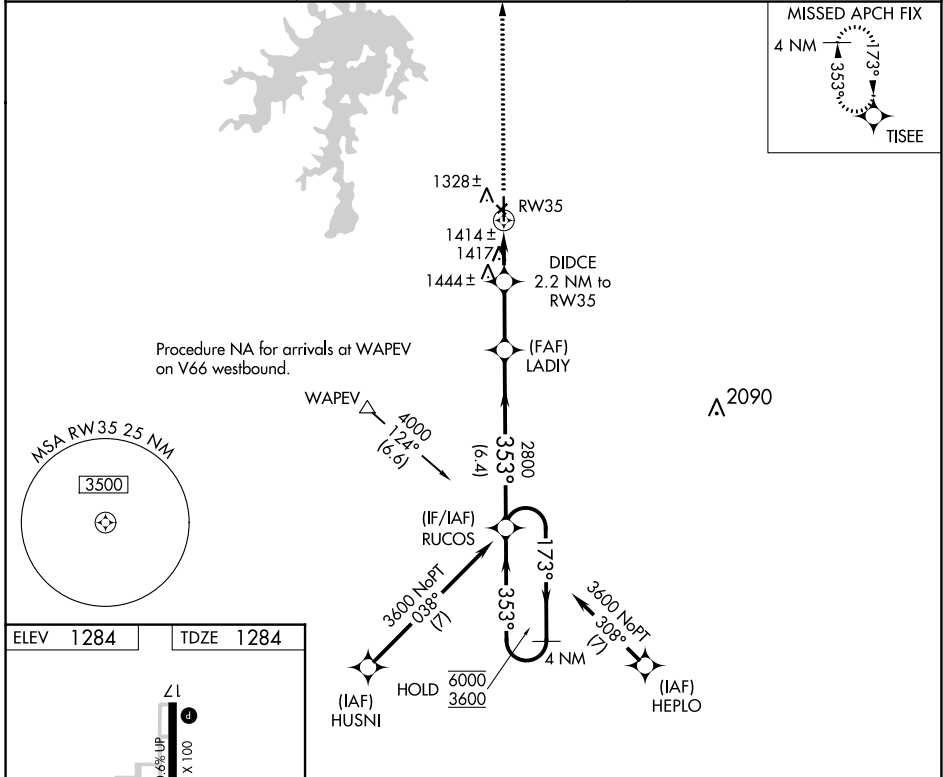 MISSED APCH FIX
4 NM
353°
173°
TISEE
1328±
RW35
1414±
1417
1444±
DIDCE
2.2 NM to
RW35
(FAF)
LADIY
Procedure NA for arrivals at WAPEV
on V66 westbound.
WAPEV
4000
124°
(6.6)
2090
MSA RW35 25 NM
3500
2800
353°
(6.4)
(IF/IAF)
RUCOS
173°
353°
3600 NoPT
038°
(7)
3600 NoPT
308°
(7)
4 NM
HOLD
6000
3600
(IAF)
HUSNI
(IAF)
HEPLO
ELEV 1284
TDZE 1284
17
P
.6% UP
X 100